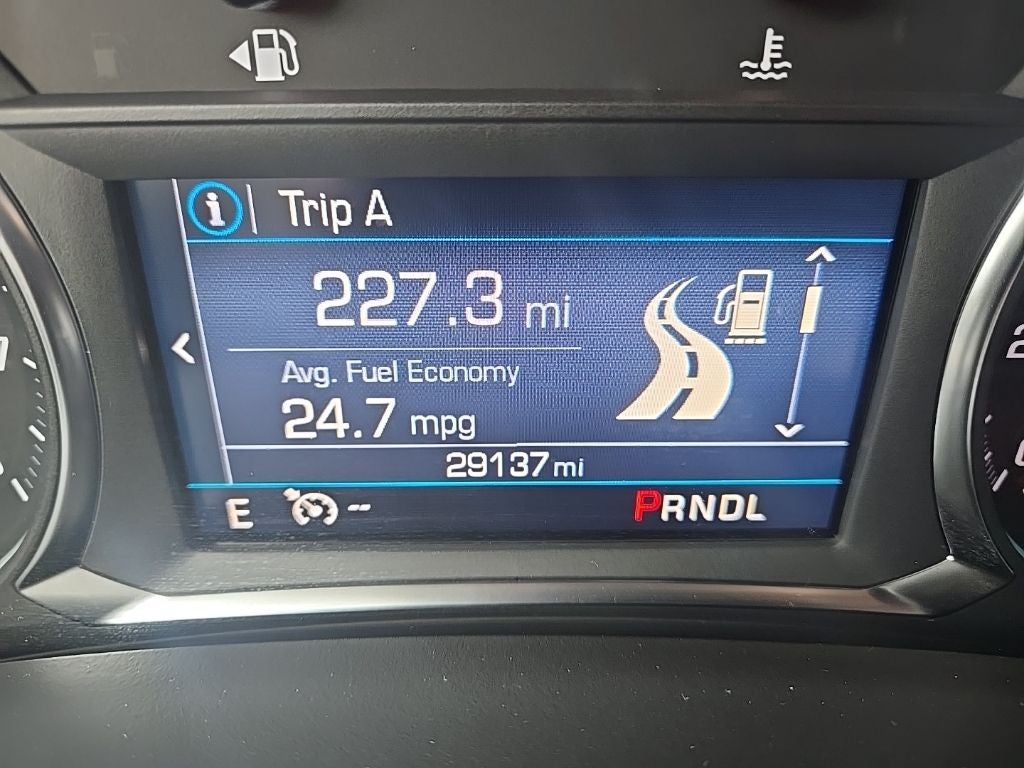 i Trip A
227.3 mi
Avg. Fuel Economy
24.7 mpg
29137 mi
E -- PRNDL